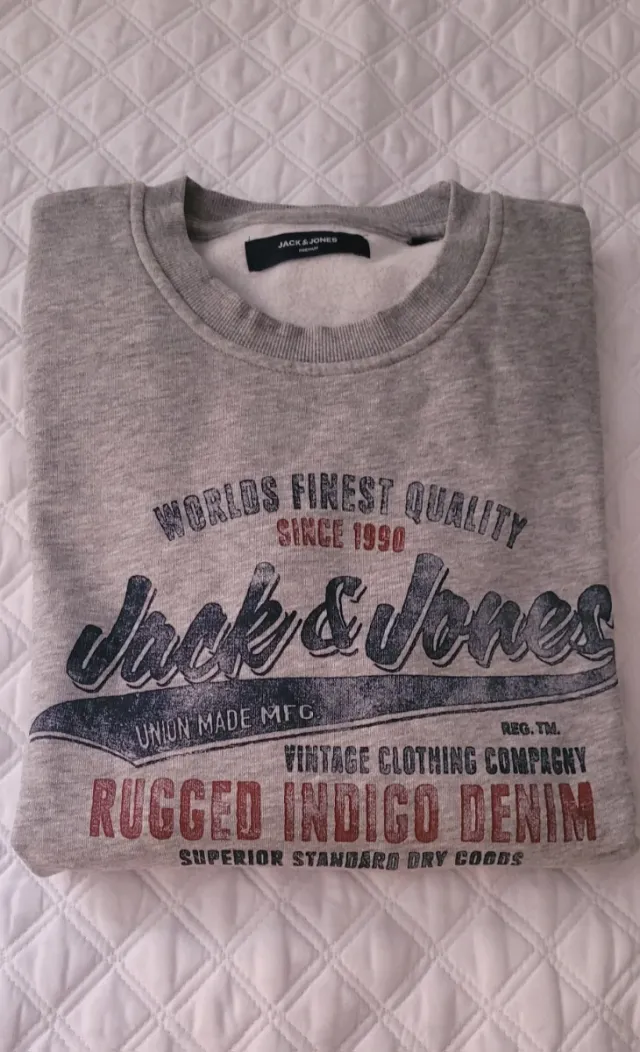 JACK & JONES
WORLDS FINEST QUALITY
SINCE 1990
Jack & Jones
UNION MADE MFG.
REG. TM.
VINTAGE CLOTHING COMPAGNY
RUGGED INDIGO DENIM
SUPERIOR STANDARD DRY GOODS